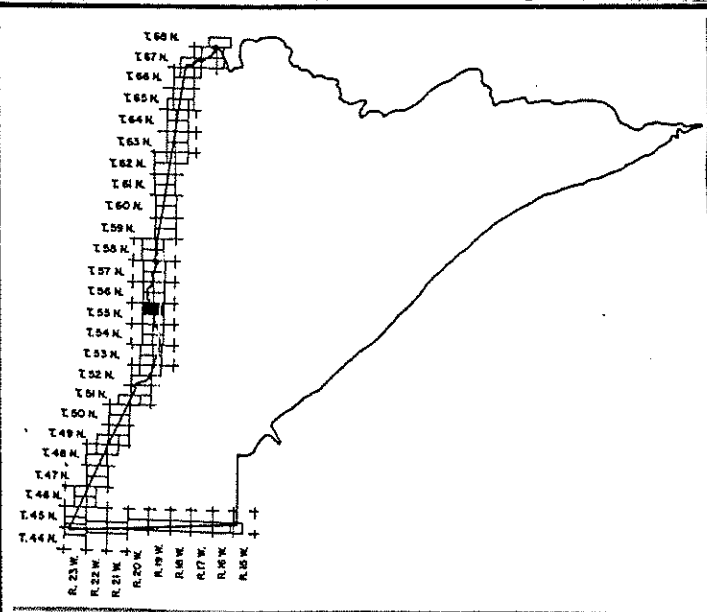 T. 68 N.
T. 67 N.
T. 66 N.
T. 65 N.
T. 64 N.
T. 63 N.
T. 62 N.
T. 61 N.
T. 60 N.
T. 59 N.
T. 58 N.
T. 57 N.
T. 56 N.
T. 55 N.
T. 54 N.
T. 53 N.
T. 52 N.
T. 51 N.
T. 50 N.
T. 49 N.
T. 48 N.
T. 47 N.
T. 46 N.
T. 45 N.
T. 44 N.
R. 23 W.
R. 22 W.
R. 21 W.
R. 20 W.
R. 19 W.
R. 18 W.
R. 17 W.
R. 16 W.
R. 15 W.